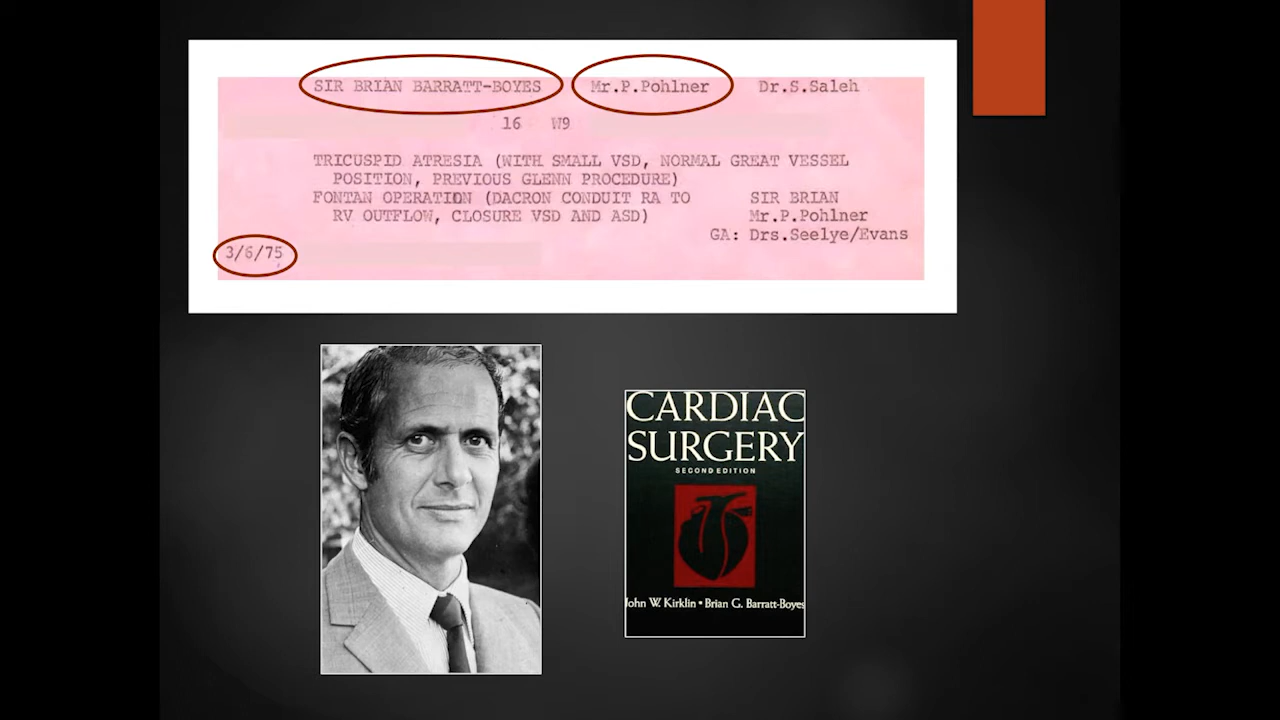 SIR BRIAN BARRATT-BOYES Mr.P.Pohlner Dr.S.Saleh
16 W9
TRICUSPID ATRESIA (WITH SMALL VSD, NORMAL GREAT VESSEL
POSITION, PREVIOUS GLENN PROCEDURE)
FONTAN OPERATION (DACRON CONDUIT RA TO SIR BRIAN
RV OUTFLOW, CLOSURE VSD AND ASD) Mr.P.Pohlner
GA: Drs.Seelye/Evans
3/6/75
CARDIAC
SURGERY
SECOND EDITION
John W. Kirklin • Brian G. Barratt-Boyes